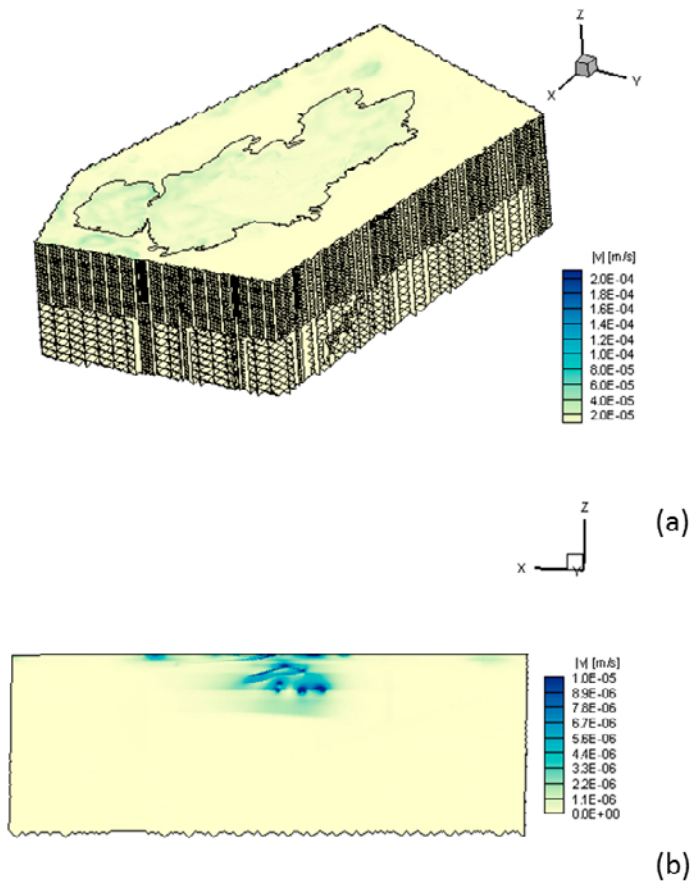 Z
X
Y
|v| [m/s]
2.0E-04
1.8E-04
1.6E-04
1.4E-04
1.2E-04
1.0E-04
8.0E-05
6.0E-05
4.0E-05
2.0E-05
(a)
Z
X
Y
|v| [m/s]
1.0E-05
8.9E-06
7.8E-06
6.7E-06
5.6E-06
4.4E-06
3.3E-06
2.2E-06
1.1E-06
0.0E+00
(b)